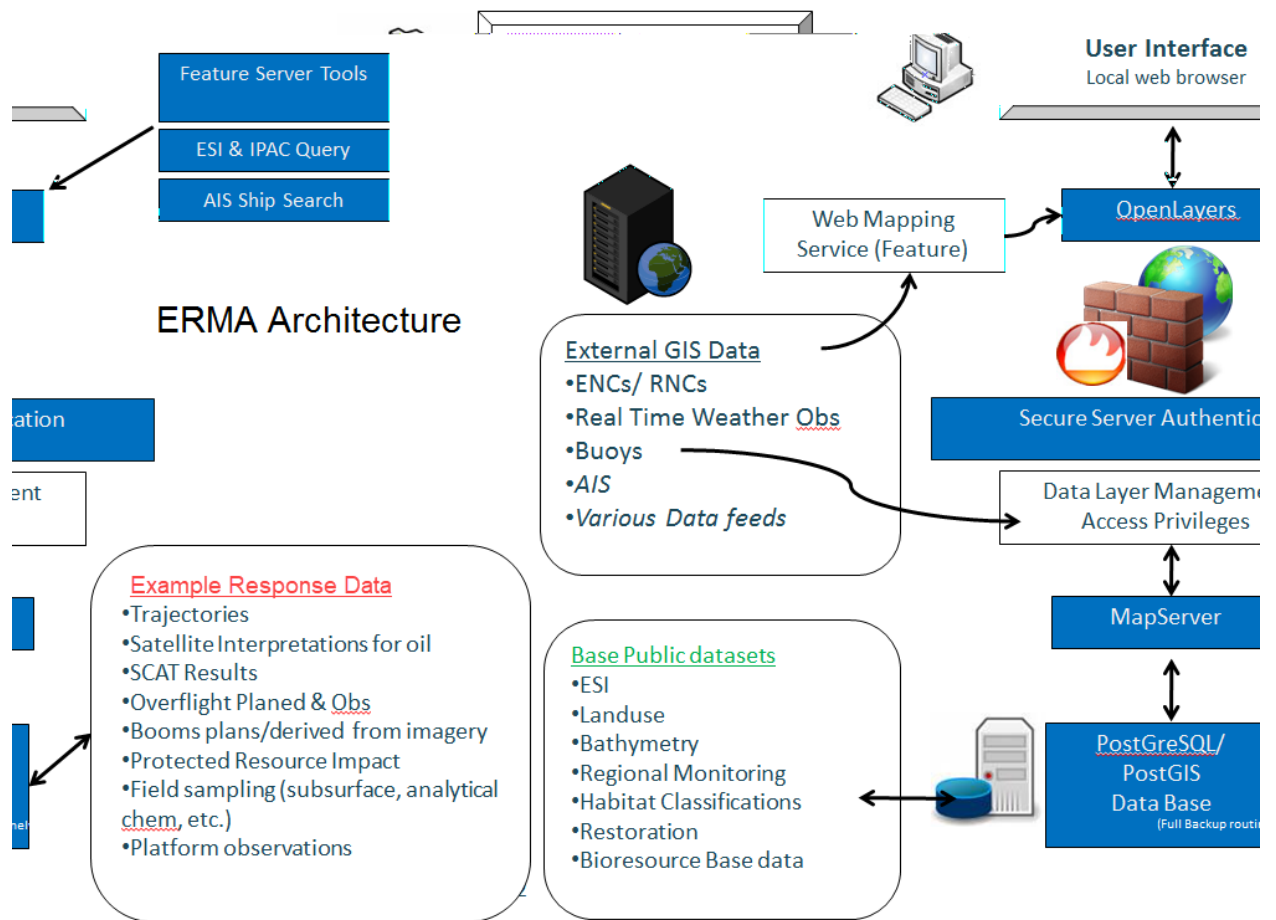 User Interface
Local web browser
Feature Server Tools
ESI & IPAC Query
AIS Ship Search
OpenLayers
Web Mapping
Service (Feature)
ERMA Architecture
External GIS Data
•ENCs/ RNCs
•Real Time Weather Obs
•Buoys
•AIS
•Various Data feeds
cation
Secure Server Authentic
ent
Data Layer Manageme
Access Privileges
Example Response Data
•Trajectories
•Satellite Interpretations for oil
•SCAT Results
•Overflight Planed & Obs
•Booms plans/derived from imagery
•Protected Resource Impact
•Field sampling (subsurface, analytical
chem, etc.)
•Platform observations
MapServer
Base Public datasets
•ESI
•Landuse
•Bathymetry
•Regional Monitoring
•Habitat Classifications
•Restoration
•Bioresource Base data
PostGreSQL/
PostGIS
Data Base
(Full Backup routin